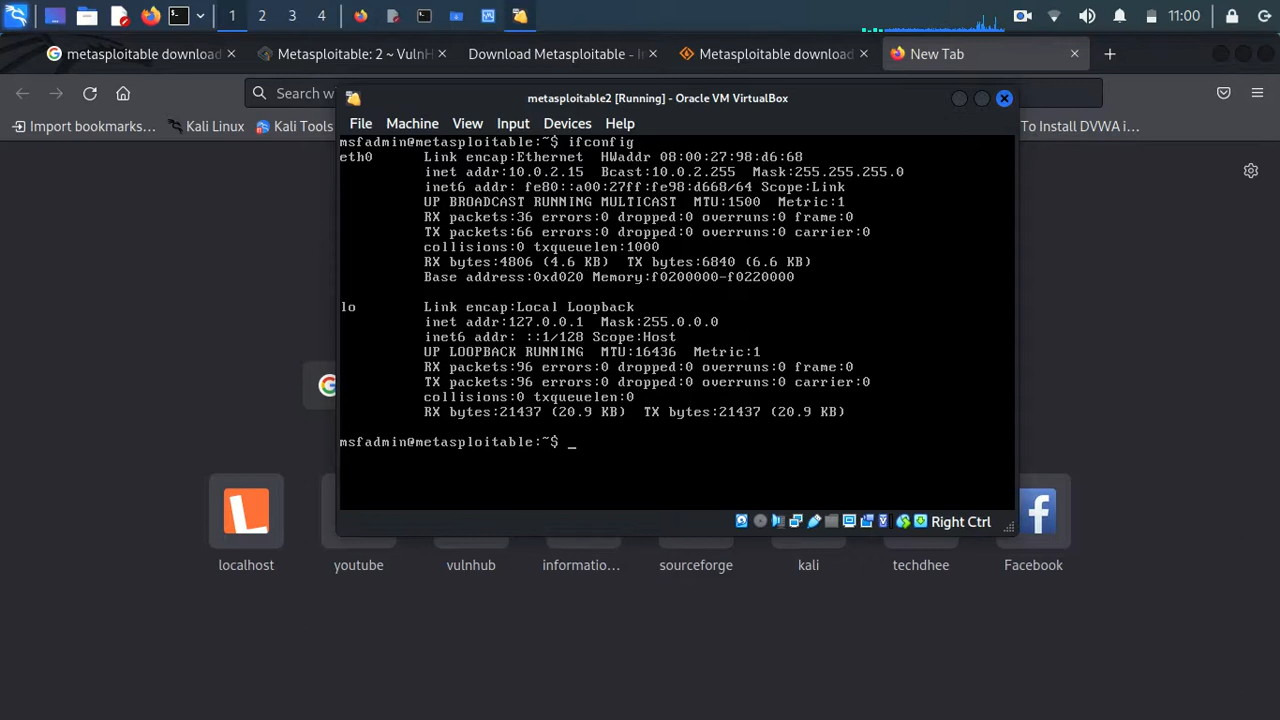 1 2 3 4 11:00
metasploitable download Metasploitable: 2 ~ VulnH Download Metasploitable - I Metasploitable download New Tab
Search w
Import bookmarks… Kali Linux Kali Tools To Install DVWA i…
metasploitable2 [Running] - Oracle VM VirtualBox
File Machine View Input Devices Help
msfadmin@metasploitable:~$ ifconfig
eth0 Link encap:Ethernet HWaddr 08:00:27:98:d6:68
inet addr:10.0.2.15 Bcast:10.0.2.255 Mask:255.255.255.0
inet6 addr: fe80::a00:27ff:fe98:d668/64 Scope:Link
UP BROADCAST RUNNING MULTICAST MTU:1500 Metric:1
RX packets:36 errors:0 dropped:0 overruns:0 frame:0
TX packets:66 errors:0 dropped:0 overruns:0 carrier:0
collisions:0 txqueuelen:1000
RX bytes:4806 (4.6 KB) TX bytes:6840 (6.6 KB)
Base address:0xd020 Memory:f0200000-f0220000
lo Link encap:Local Loopback
inet addr:127.0.0.1 Mask:255.0.0.0
inet6 addr: ::1/128 Scope:Host
UP LOOPBACK RUNNING MTU:16436 Metric:1
RX packets:96 errors:0 dropped:0 overruns:0 frame:0
TX packets:96 errors:0 dropped:0 overruns:0 carrier:0
collisions:0 txqueuelen:0
RX bytes:21437 (20.9 KB) TX bytes:21437 (20.9 KB)
msfadmin@metasploitable:~$ _
Right Ctrl
localhost youtube vulnhub informatio… sourceforge kali techdhee Facebook